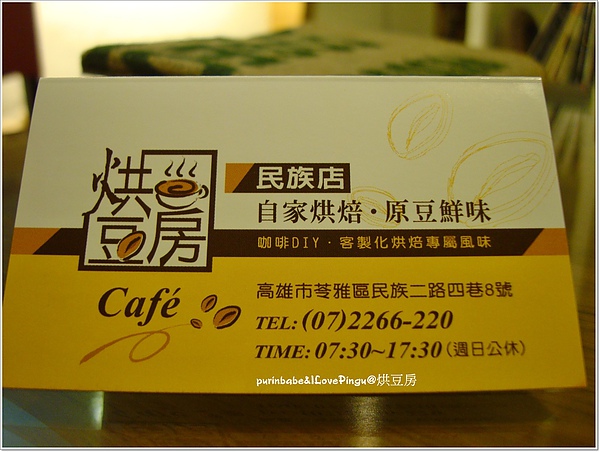 烘豆房
Café
民族店
自家烘焙・原豆鮮味
咖啡DIY・客製化烘焙專屬風味
高雄市苓雅區民族二路四巷8號
TEL: (07)2266-220
TIME: 07:30~17:30 (週日公休)
purinbabe&ILovePingu@烘豆房